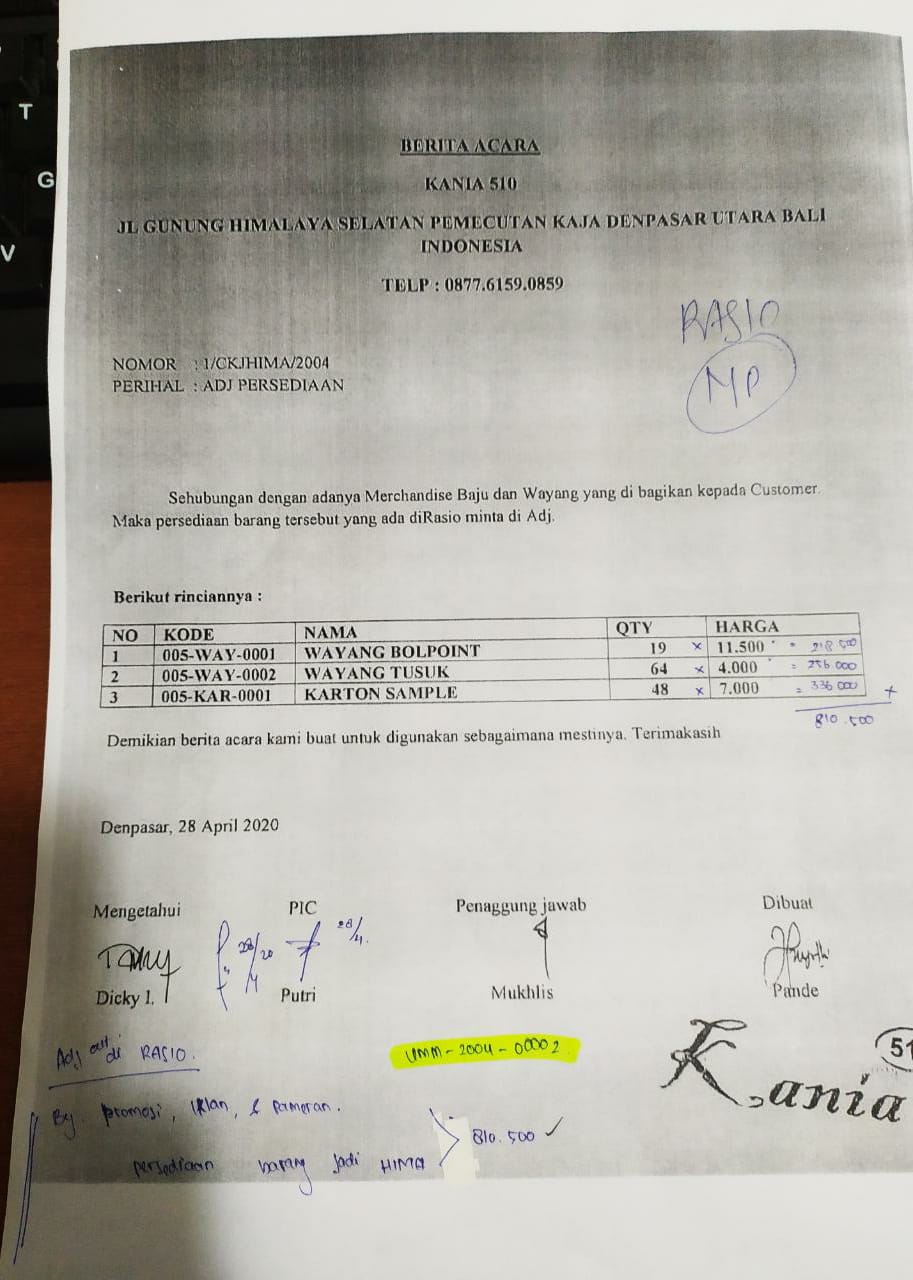 T
G
V
BERITA ACARA
KANIA 510
JL GUNUNG HIMALAYA SELATAN PEMECUTAN KAJA DENPASAR UTARA BALI
INDONESIA
TELP : 0877.6159.0859
RASIO
MP
NOMOR : 1/CKJHIMA/2004
PERIHAL : ADJ PERSEDIAAN
Sehubungan dengan adanya Merchandise Baju dan Wayang yang di bagikan kepada Customer.
Maka persediaan barang tersebut yang ada diRasio minta di Adj.
Berikut rinciannya :
NO KODE NAMA QTY HARGA
1 005-WAY-0001 WAYANG BOLPOINT 19 x 11.500 = 218 500
2 005-WAY-0002 WAYANG TUSUK 64 x 4.000 = 256 000
3 005-KAR-0001 KARTON SAMPLE 48 x 7.000 = 336 000 +
810.500
Demikian berita acara kami buat untuk digunakan sebagaimana mestinya. Terimakasih
Denpasar, 28 April 2020
Mengetahui PIC Penaggung jawab Dibuat
28/20 28/4.
Dicky I. Putri Mukhlis Pande
Adj out di RASIO.
UMM-2004-00002
Kania 51
By. promosi, Iklan, & pameran.
persediaan barang jadi HIMA 810.500 ✓